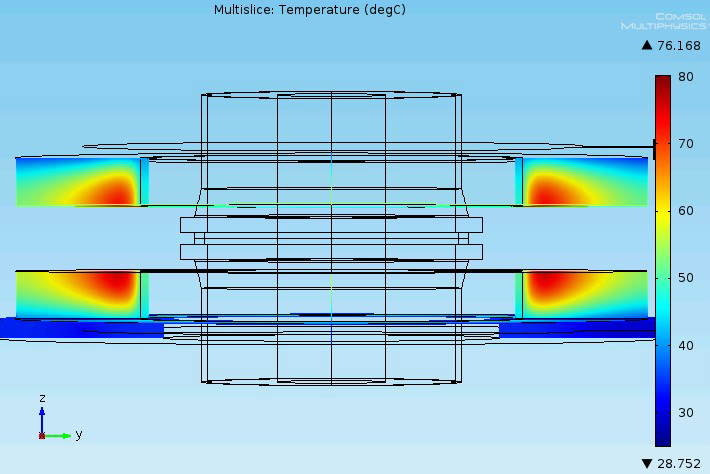 Multislice: Temperature (degC)
COMSOL
MULTIPHYSICS
▲ 76.168
80
70
60
50
40
30
▼ 28.752
z
y